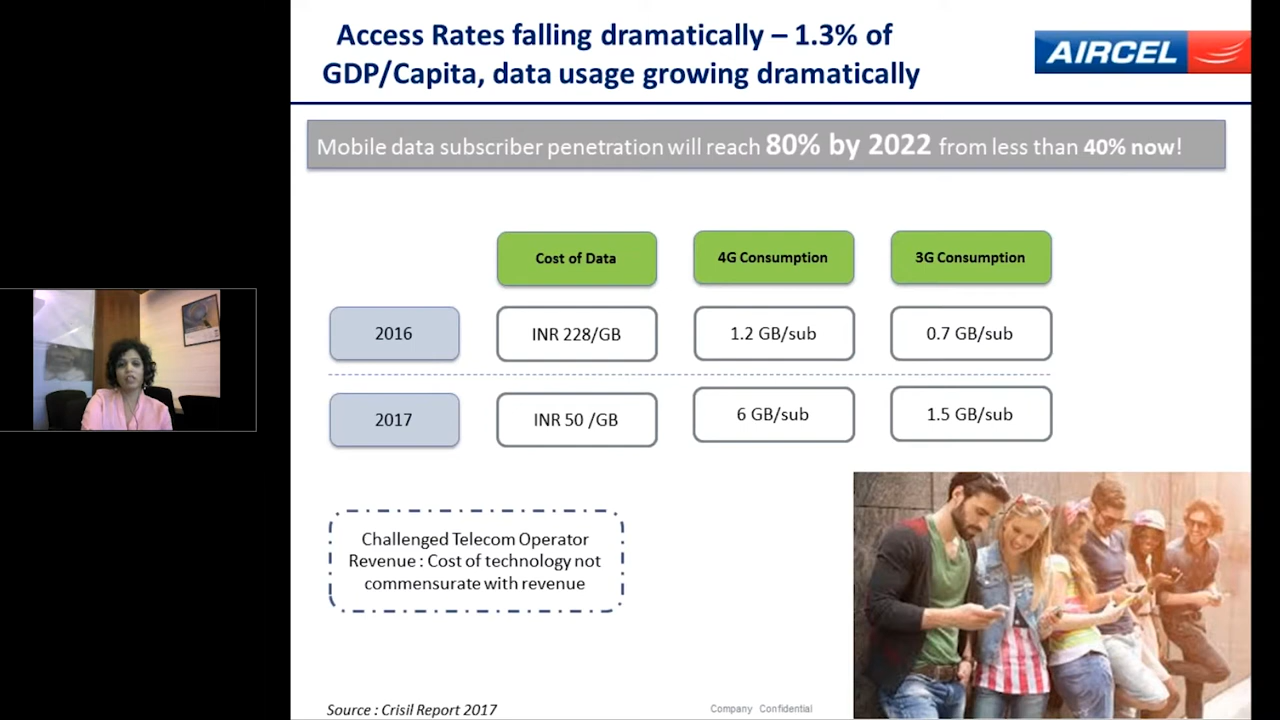 Access Rates falling dramatically – 1.3% of
GDP/Capita, data usage growing dramatically
AIRCEL
Mobile data subscriber penetration will reach 80% by 2022 from less than 40% now!
Cost of Data
4G Consumption
3G Consumption
2016
INR 228/GB
1.2 GB/sub
0.7 GB/sub
2017
INR 50 /GB
6 GB/sub
1.5 GB/sub
Challenged Telecom Operator
Revenue : Cost of technology not
commensurate with revenue
Source : Crisil Report 2017
Company Confidential